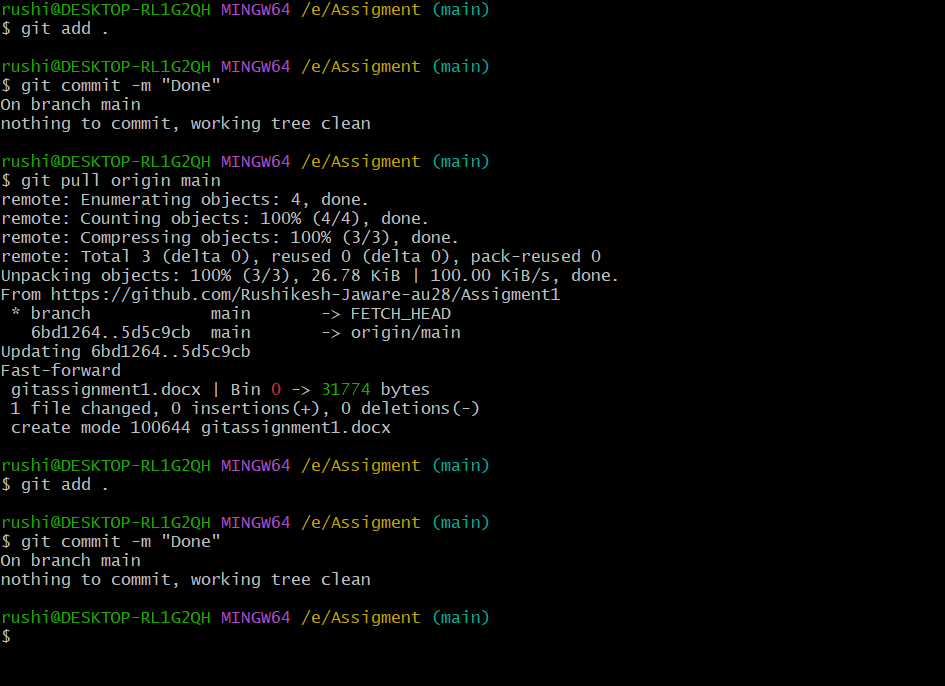 rushi@DESKTOP-RL1G2QH MINGW64 /e/Assigment (main)
$ git add .
rushi@DESKTOP-RL1G2QH MINGW64 /e/Assigment (main)
$ git commit -m "Done"
On branch main
nothing to commit, working tree clean
rushi@DESKTOP-RL1G2QH MINGW64 /e/Assigment (main)
$ git pull origin main
remote: Enumerating objects: 4, done.
remote: Counting objects: 100% (4/4), done.
remote: Compressing objects: 100% (3/3), done.
remote: Total 3 (delta 0), reused 0 (delta 0), pack-reused 0
Unpacking objects: 100% (3/3), 26.78 KiB | 100.00 KiB/s, done.
From https://github.com/Rushikesh-Jaware-au28/Assigment1
 * branch            main       -> FETCH_HEAD
   6bd1264..5d5c9cb  main       -> origin/main
Updating 6bd1264..5d5c9cb
Fast-forward
 gitassignment1.docx | Bin 0 -> 31774 bytes
 1 file changed, 0 insertions(+), 0 deletions(-)
 create mode 100644 gitassignment1.docx
rushi@DESKTOP-RL1G2QH MINGW64 /e/Assigment (main)
$ git add .
rushi@DESKTOP-RL1G2QH MINGW64 /e/Assigment (main)
$ git commit -m "Done"
On branch main
nothing to commit, working tree clean
rushi@DESKTOP-RL1G2QH MINGW64 /e/Assigment (main)
$